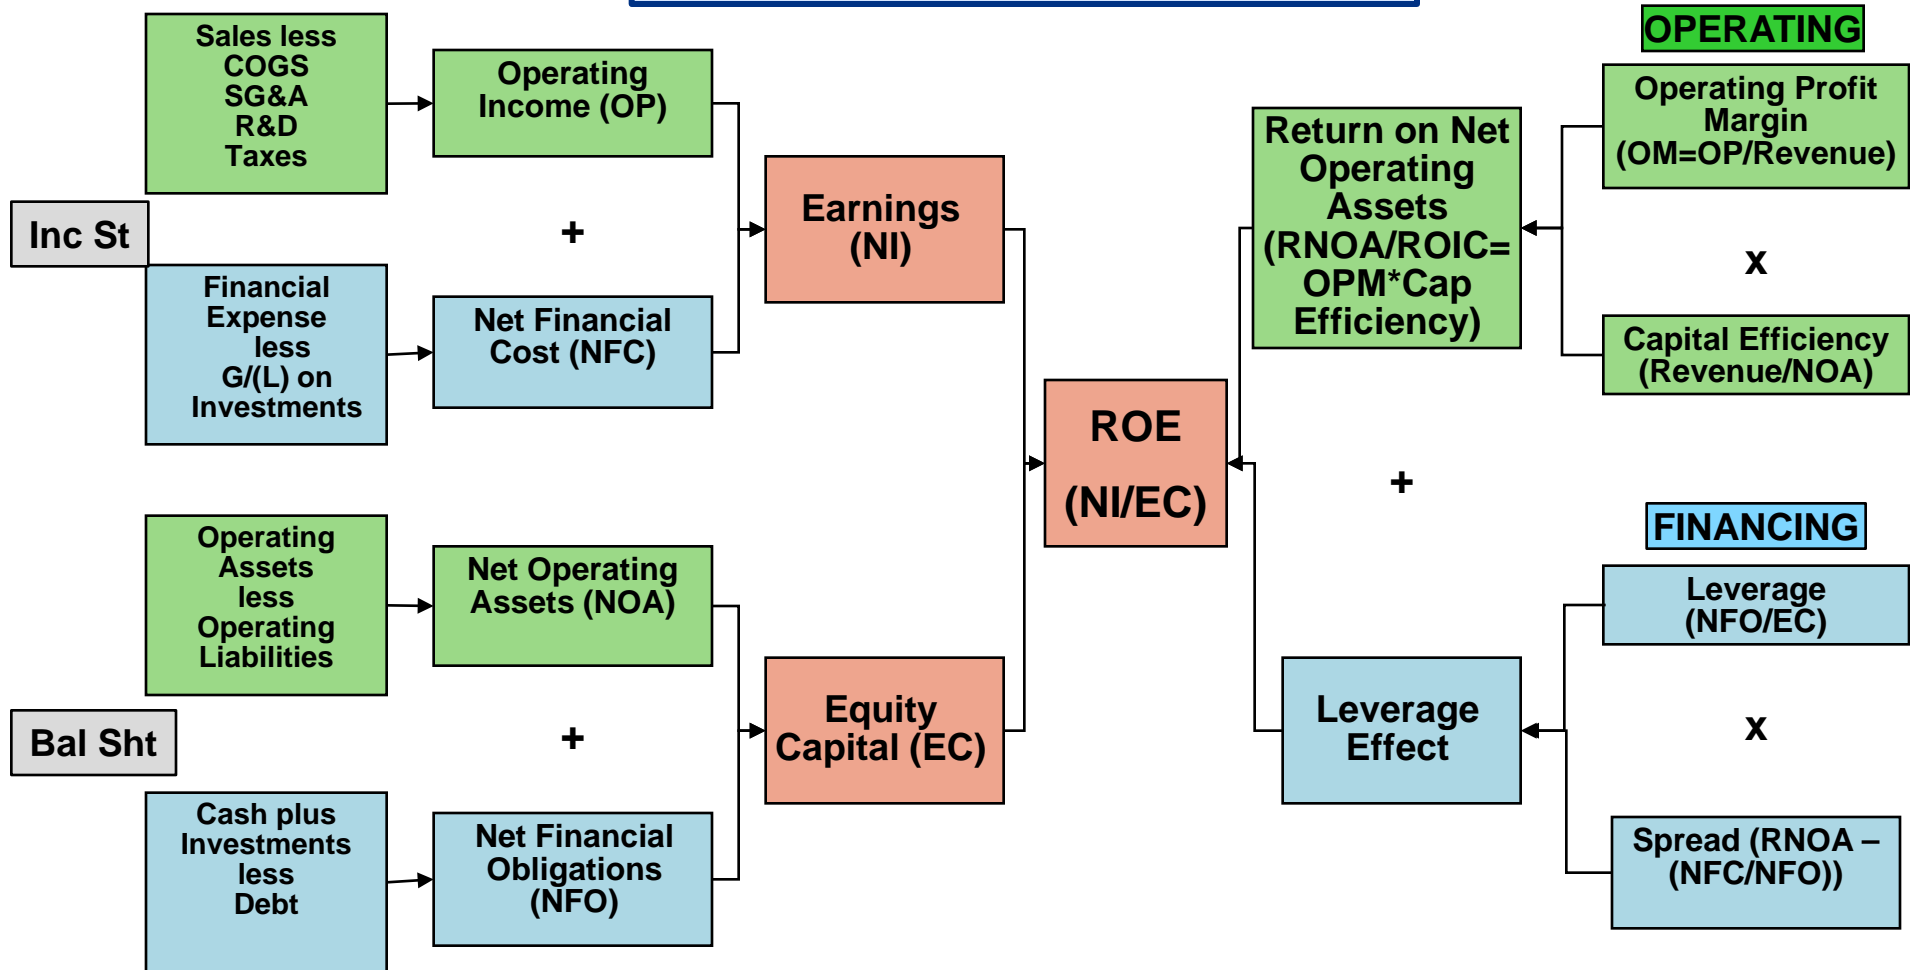 Sales less
COGS
SG&A
R&D
Taxes
Operating
Income (OP)
Inc St
+
Earnings
(NI)
Financial
Expense
less
G/(L) on
Investments
Net Financial
Cost (NFC)
Operating
Assets
less
Operating
Liabilities
Net Operating
Assets (NOA)
Bal Sht
+
Equity
Capital (EC)
Cash plus
Investments
less
Debt
Net Financial
Obligations
(NFO)
ROE
(NI/EC)
OPERATING
Operating Profit
Margin
(OM=OP/Revenue)
Return on Net
Operating
Assets
(RNOA/ROIC=
OPM*Cap
Efficiency)
x
Capital Efficiency
(Revenue/NOA)
+
FINANCING
Leverage
(NFO/EC)
Leverage
Effect
x
Spread (RNOA –
(NFC/NFO))